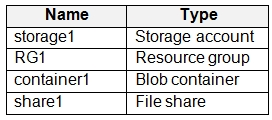 Name Type
storage1 Storage account
RG1 Resource group
container1 Blob container
share1 File share